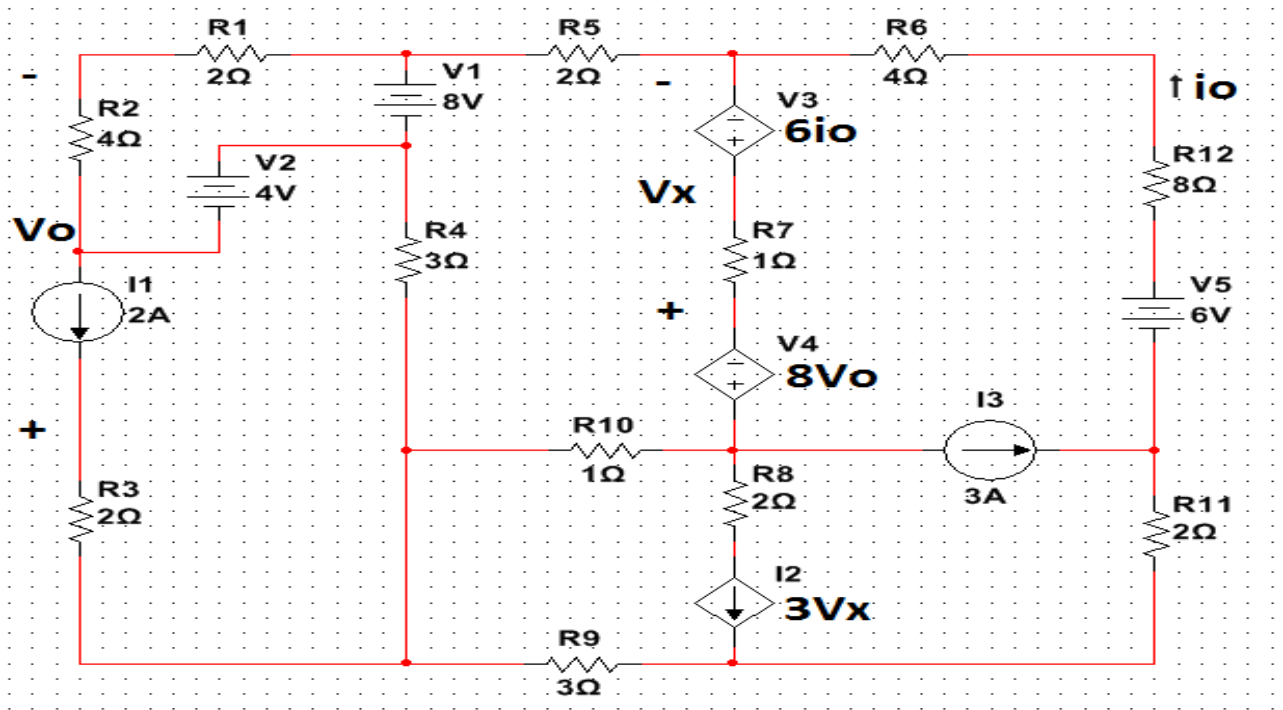 R1
2Ω
R5
2Ω
R6
4Ω
-
R2
4Ω
V1
8V
-
V3
6io
↑ io
R12
8Ω
V2
4V
Vo
Vx
R4
3Ω
R7
1Ω
I1
2A
+
V4
8Vo
V5
6V
+
R10
1Ω
I3
3A
R3
2Ω
R8
2Ω
R11
2Ω
I2
3Vx
R9
3Ω